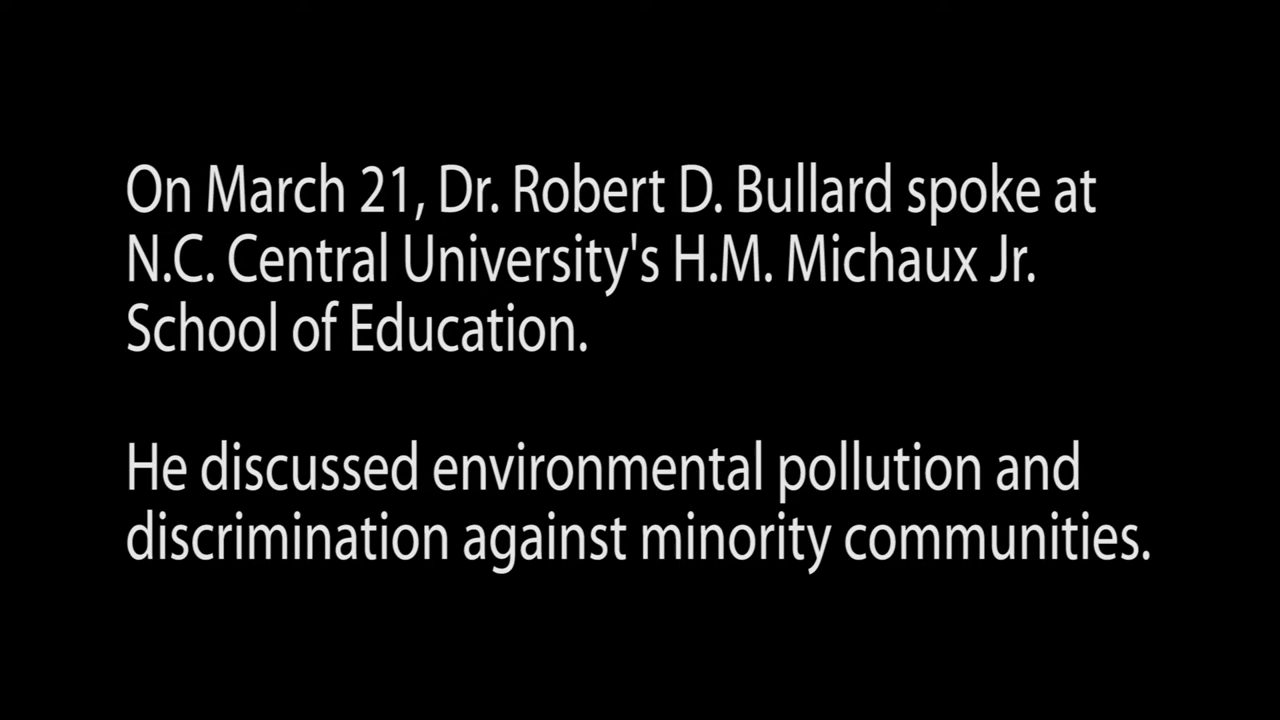 On March 21, Dr. Robert D. Bullard spoke at
N.C. Central University's H.M. Michaux Jr.
School of Education.
He discussed environmental pollution and
discrimination against minority communities.